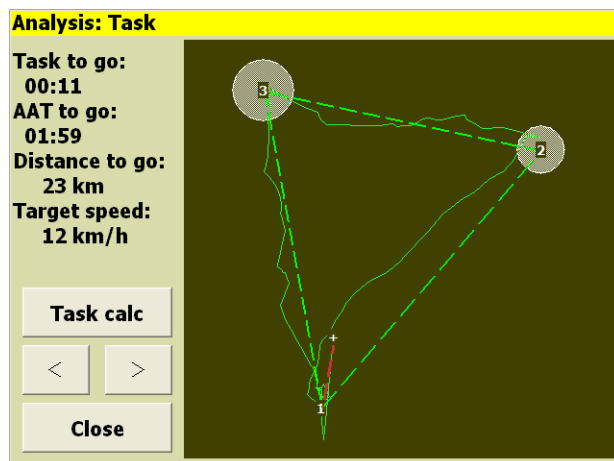 Analysis: Task
Task to go:
00:11
AAT to go:
01:59
Distance to go:
23 km
Target speed:
12 km/h
Task calc
< >
Close
3
2
1